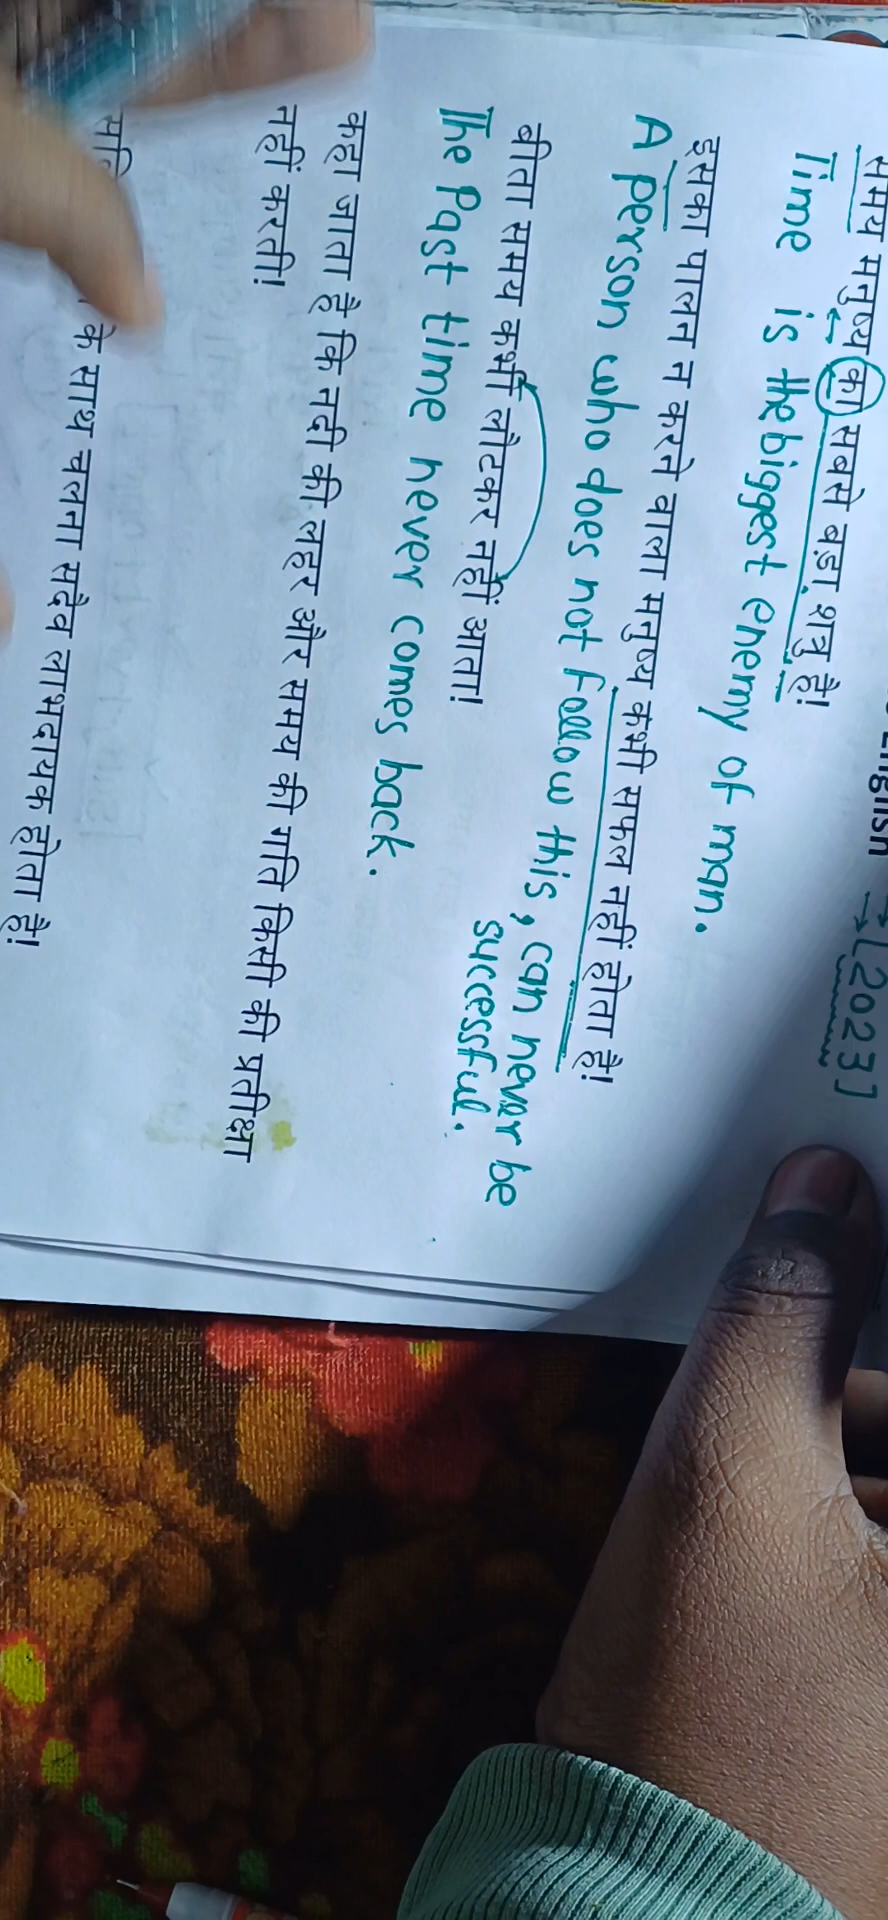 English → [2023]
समय मनुष्य का सबसे बड़ा शत्रु है!
Time is the biggest enemy of man.
इसका पालन न करने वाला मनुष्य कभी सफल नहीं होता है!
A person who does not follow this, can never be
successful.
बीता समय कभी लौटकर नहीं आता!
The Past time never comes back.
कहा जाता है कि नदी की लहर और समय की गति किसी की प्रतीक्षा
नहीं करती!
के साथ चलना सदैव लाभदायक होता है!